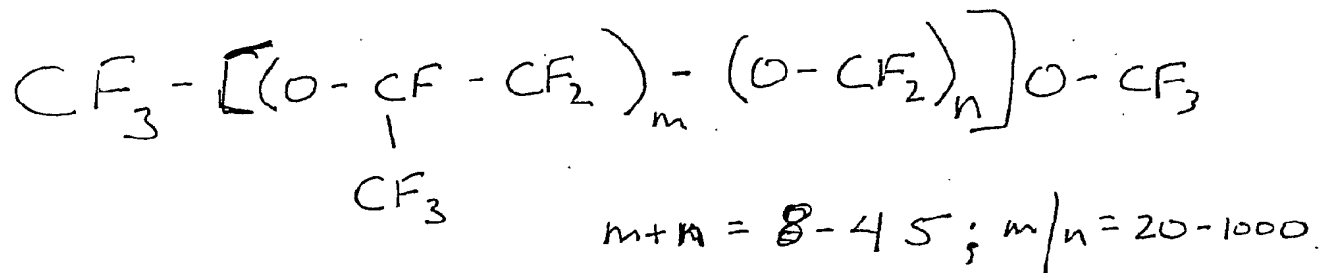 CF₃-[(O-CF-CF₂)ₘ-(O-CF₂)ₙ]O-CF₃
CF₃
m+n = 8-45; m/n = 20-1000.